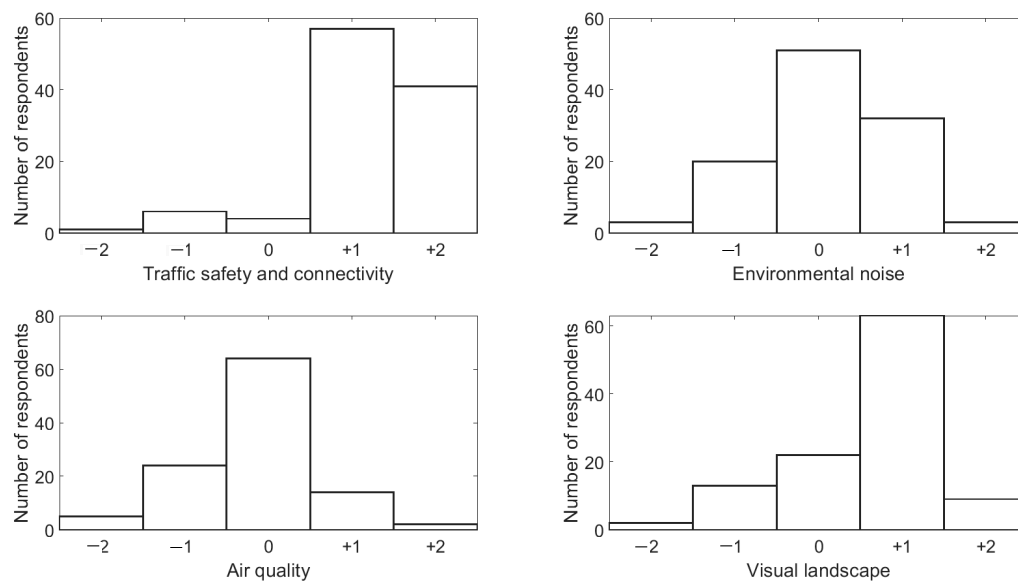 Number of respondents
60
40
20
0
−2 −1 0 +1 +2
Traffic safety and connectivity
Number of respondents
60
40
20
0
−2 −1 0 +1 +2
Environmental noise
Number of respondents
80
60
40
20
0
−2 −1 0 +1 +2
Air quality
Number of respondents
60
40
20
0
−2 −1 0 +1 +2
Visual landscape